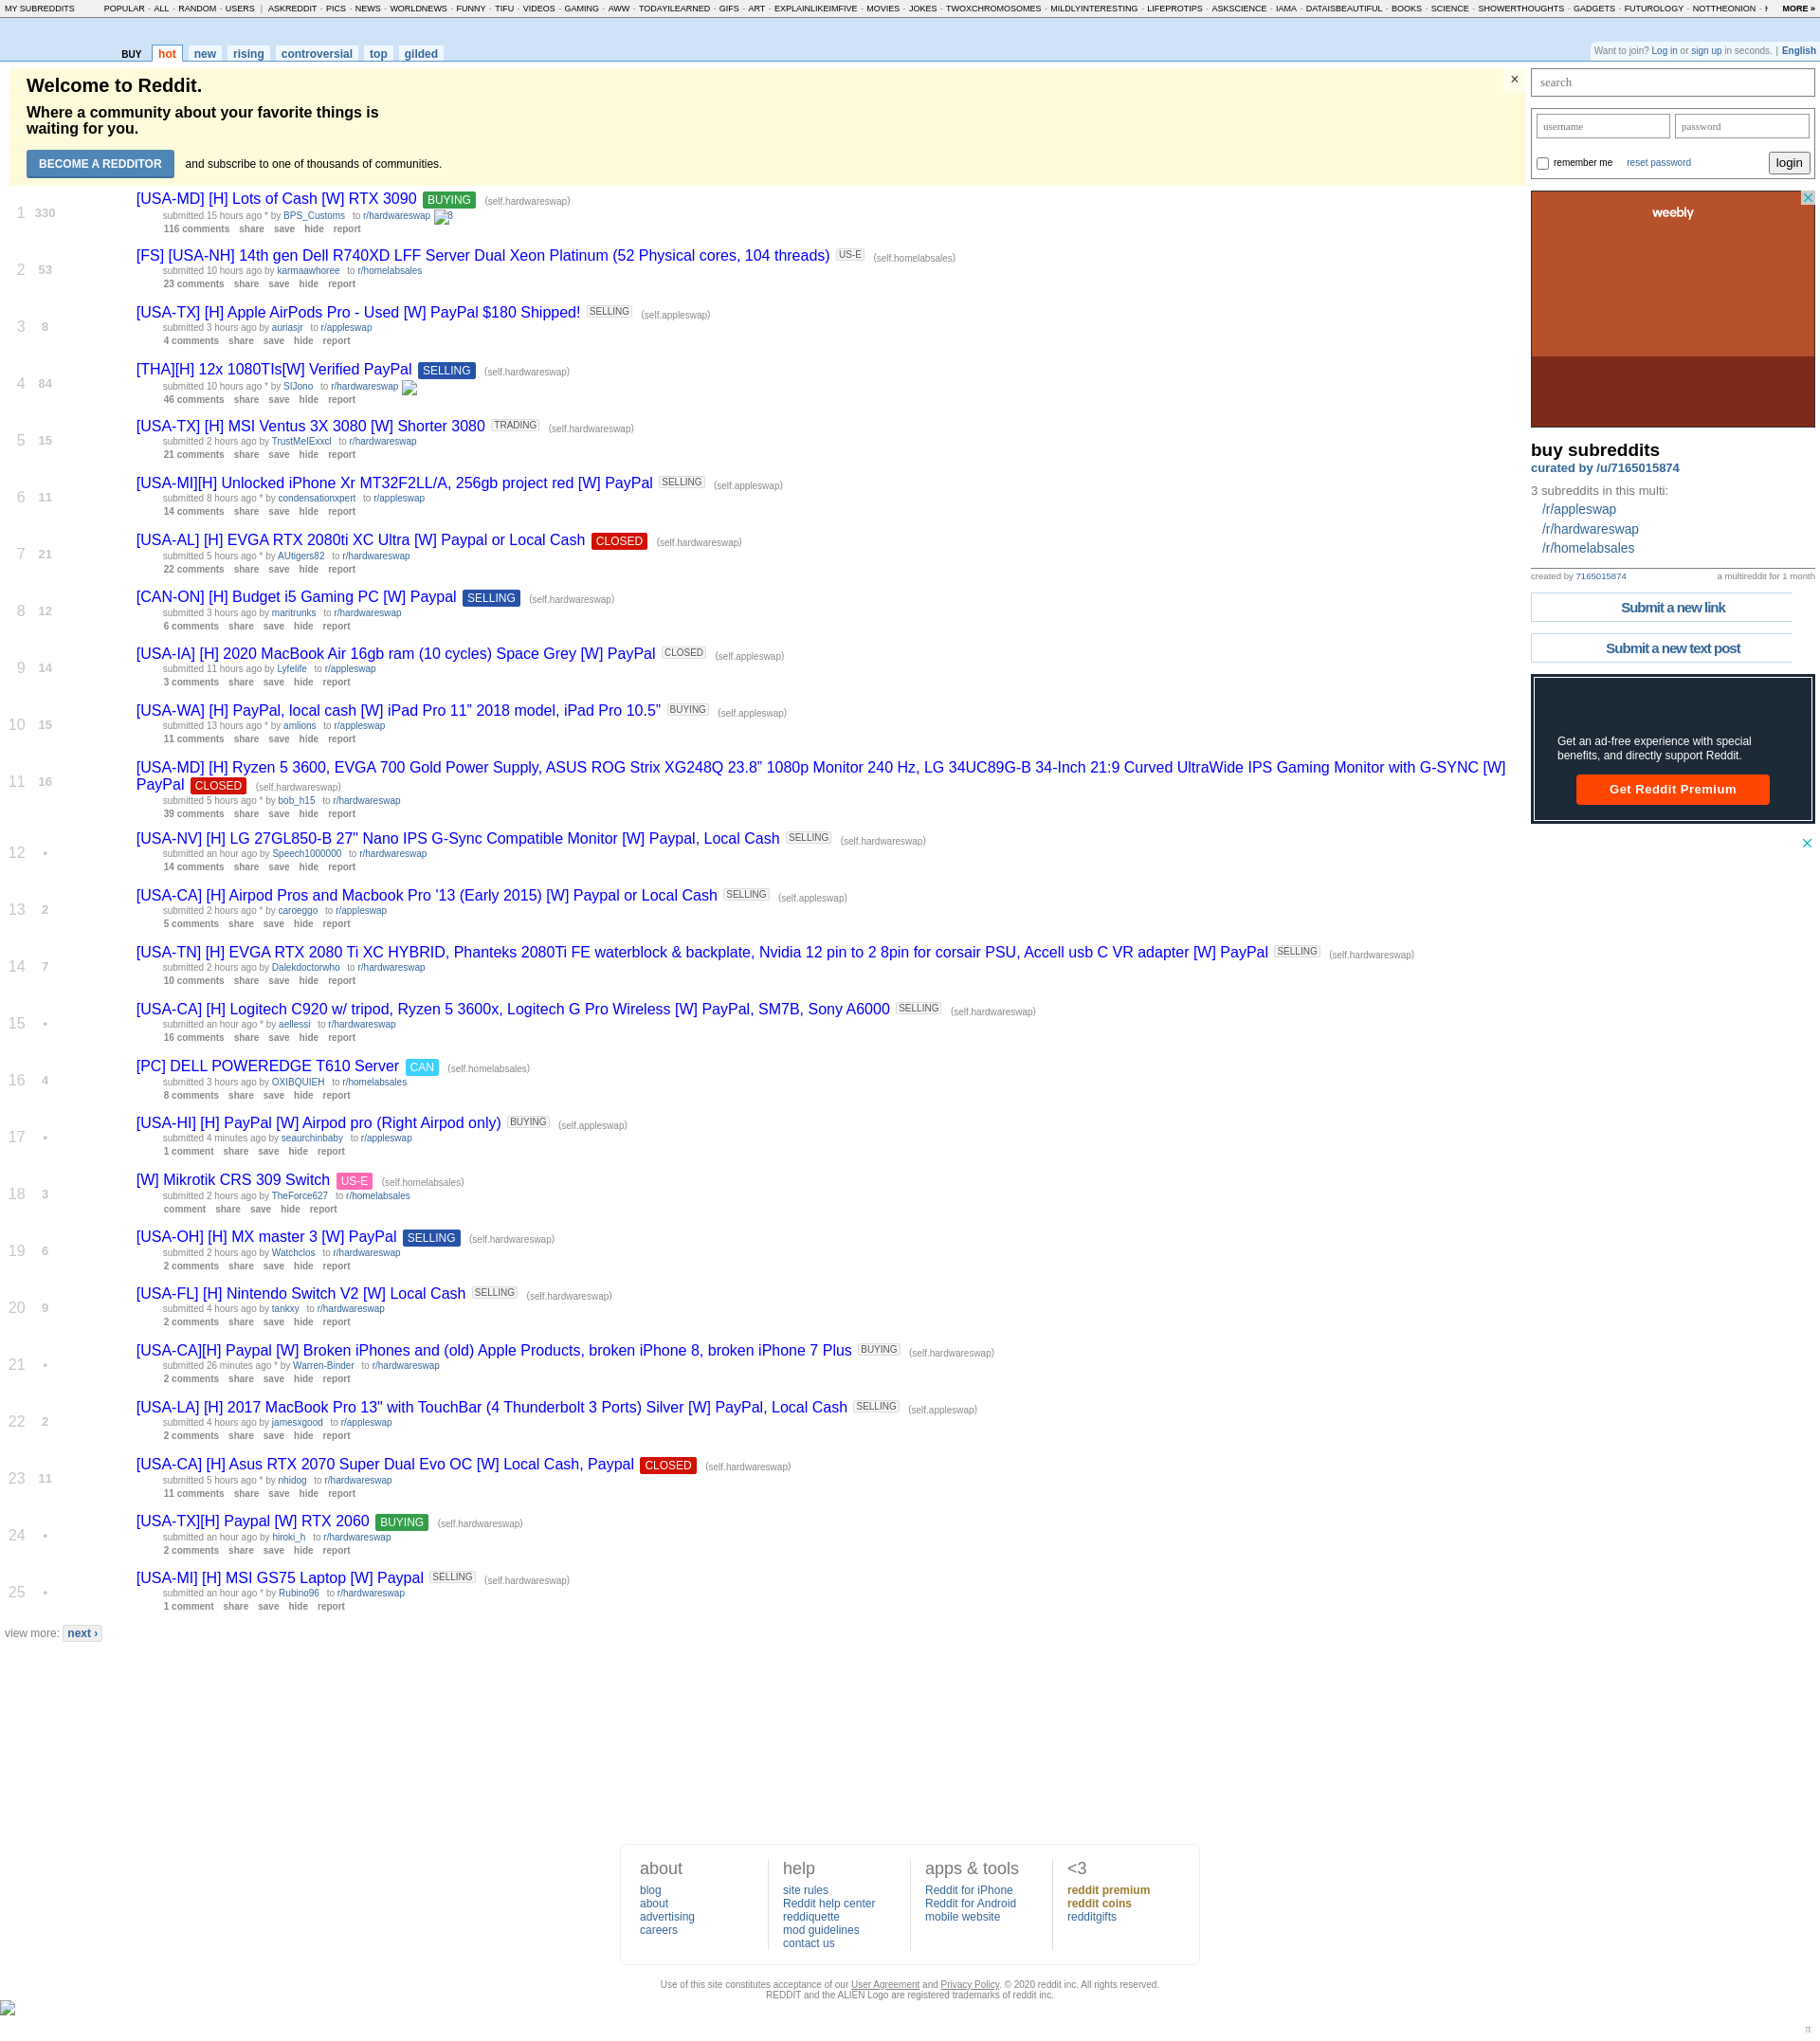 MY SUBREDDITS POPULAR - ALL - RANDOM - USERS | ASKREDDIT - PICS - NEWS - WORLDNEWS - FUNNY - TIFU - VIDEOS - GAMING - AWW - TODAYILEARNED - GIFS - ART - EXPLAINLIKEIMFIVE - MOVIES - JOKES - TWOXCHROMOSOMES - MILDLYINTERESTING - LIFEPROTIPS - ASKSCIENCE - IAMA - DATAISBEAUTIFUL - BOOKS - SCIENCE - SHOWERTHOUGHTS - GADGETS - FUTUROLOGY - NOTTHEONION - MORE »
BUY hot new rising controversial top gilded
Want to join? Log in or sign up in seconds. | English
Welcome to Reddit.
Where a community about your favorite things is
waiting for you.
BECOME A REDDITOR and subscribe to one of thousands of communities.
×
1 330 [USA-MD] [H] Lots of Cash [W] RTX 3090 BUYING (self.hardwareswap)
submitted 15 hours ago * by BPS_Customs to r/hardwareswap 8
116 comments share save hide report
2 53 [FS] [USA-NH] 14th gen Dell R740XD LFF Server Dual Xeon Platinum (52 Physical cores, 104 threads) US-E (self.homelabsales)
submitted 10 hours ago by karmaawhoree to r/homelabsales
23 comments share save hide report
3 8 [USA-TX] [H] Apple AirPods Pro - Used [W] PayPal $180 Shipped! SELLING (self.appleswap)
submitted 3 hours ago by auriasjr to r/appleswap
4 comments share save hide report
4 84 [THA][H] 12x 1080TIs[W] Verified PayPal SELLING (self.hardwareswap)
submitted 10 hours ago * by SIJono to r/hardwareswap
46 comments share save hide report
5 15 [USA-TX] [H] MSI Ventus 3X 3080 [W] Shorter 3080 TRADING (self.hardwareswap)
submitted 2 hours ago by TrustMeIExxcl to r/hardwareswap
21 comments share save hide report
6 11 [USA-MI][H] Unlocked iPhone Xr MT32F2LL/A, 256gb project red [W] PayPal SELLING (self.appleswap)
submitted 8 hours ago * by condensationxpert to r/appleswap
14 comments share save hide report
7 21 [USA-AL] [H] EVGA RTX 2080ti XC Ultra [W] Paypal or Local Cash CLOSED (self.hardwareswap)
submitted 5 hours ago * by AUtigers82 to r/hardwareswap
22 comments share save hide report
8 12 [CAN-ON] [H] Budget i5 Gaming PC [W] Paypal SELLING (self.hardwareswap)
submitted 3 hours ago by maritrunks to r/hardwareswap
6 comments share save hide report
9 14 [USA-IA] [H] 2020 MacBook Air 16gb ram (10 cycles) Space Grey [W] PayPal CLOSED (self.appleswap)
submitted 11 hours ago by Lyfelife to r/appleswap
3 comments share save hide report
10 15 [USA-WA] [H] PayPal, local cash [W] iPad Pro 11” 2018 model, iPad Pro 10.5” BUYING (self.appleswap)
submitted 13 hours ago * by amlions to r/appleswap
11 comments share save hide report
11 16 [USA-MD] [H] Ryzen 5 3600, EVGA 700 Gold Power Supply, ASUS ROG Strix XG248Q 23.8” 1080p Monitor 240 Hz, LG 34UC89G-B 34-Inch 21:9 Curved UltraWide IPS Gaming Monitor with G-SYNC [W]
PayPal CLOSED (self.hardwareswap)
submitted 5 hours ago * by bob_h15 to r/hardwareswap
39 comments share save hide report
12 • [USA-NV] [H] LG 27GL850-B 27" Nano IPS G-Sync Compatible Monitor [W] Paypal, Local Cash SELLING (self.hardwareswap)
submitted an hour ago by Speech1000000 to r/hardwareswap
14 comments share save hide report
13 2 [USA-CA] [H] Airpod Pros and Macbook Pro '13 (Early 2015) [W] Paypal or Local Cash SELLING (self.appleswap)
submitted 2 hours ago * by caroeggo to r/appleswap
5 comments share save hide report
14 7 [USA-TN] [H] EVGA RTX 2080 Ti XC HYBRID, Phanteks 2080Ti FE waterblock & backplate, Nvidia 12 pin to 2 8pin for corsair PSU, Accell usb C VR adapter [W] PayPal SELLING (self.hardwareswap)
submitted 2 hours ago by Dalekdoctorwho to r/hardwareswap
10 comments share save hide report
15 • [USA-CA] [H] Logitech C920 w/ tripod, Ryzen 5 3600x, Logitech G Pro Wireless [W] PayPal, SM7B, Sony A6000 SELLING (self.hardwareswap)
submitted an hour ago * by aellessi to r/hardwareswap
16 comments share save hide report
16 4 [PC] DELL POWEREDGE T610 Server CAN (self.homelabsales)
submitted 3 hours ago by OXIBQUIEH to r/homelabsales
8 comments share save hide report
17 • [USA-HI] [H] PayPal [W] Airpod pro (Right Airpod only) BUYING (self.appleswap)
submitted 4 minutes ago by seaurchinbaby to r/appleswap
1 comment share save hide report
18 3 [W] Mikrotik CRS 309 Switch US-E (self.homelabsales)
submitted 2 hours ago by TheForce627 to r/homelabsales
comment share save hide report
19 6 [USA-OH] [H] MX master 3 [W] PayPal SELLING (self.hardwareswap)
submitted 2 hours ago by Watchclos to r/hardwareswap
2 comments share save hide report
20 9 [USA-FL] [H] Nintendo Switch V2 [W] Local Cash SELLING (self.hardwareswap)
submitted 4 hours ago by tankxy to r/hardwareswap
2 comments share save hide report
21 • [USA-CA][H] Paypal [W] Broken iPhones and (old) Apple Products, broken iPhone 8, broken iPhone 7 Plus BUYING (self.hardwareswap)
submitted 26 minutes ago * by Warren-Binder to r/hardwareswap
2 comments share save hide report
22 2 [USA-LA] [H] 2017 MacBook Pro 13" with TouchBar (4 Thunderbolt 3 Ports) Silver [W] PayPal, Local Cash SELLING (self.appleswap)
submitted 4 hours ago by jamesxgood to r/appleswap
2 comments share save hide report
23 11 [USA-CA] [H] Asus RTX 2070 Super Dual Evo OC [W] Local Cash, Paypal CLOSED (self.hardwareswap)
submitted 5 hours ago * by nhidog to r/hardwareswap
11 comments share save hide report
24 • [USA-TX][H] Paypal [W] RTX 2060 BUYING (self.hardwareswap)
submitted an hour ago by hiroki_h to r/hardwareswap
2 comments share save hide report
25 • [USA-MI] [H] MSI GS75 Laptop [W] Paypal SELLING (self.hardwareswap)
submitted an hour ago * by Rubino96 to r/hardwareswap
1 comment share save hide report
view more: next ›
search
username password
remember me reset password login
weebly
buy subreddits
curated by /u/7165015874
3 subreddits in this multi:
/r/appleswap
/r/hardwareswap
/r/homelabsales
created by 7165015874 a multireddit for 1 month
Submit a new link
Submit a new text post
Get an ad-free experience with special
benefits, and directly support Reddit.
Get Reddit Premium
about
blog
about
advertising
careers
help
site rules
Reddit help center
reddiquette
mod guidelines
contact us
apps & tools
Reddit for iPhone
Reddit for Android
mobile website
<3
reddit premium
reddit coins
redditgifts
Use of this site constitutes acceptance of our User Agreement and Privacy Policy. © 2020 reddit inc. All rights reserved.
REDDIT and the ALIEN Logo are registered trademarks of reddit inc.
π